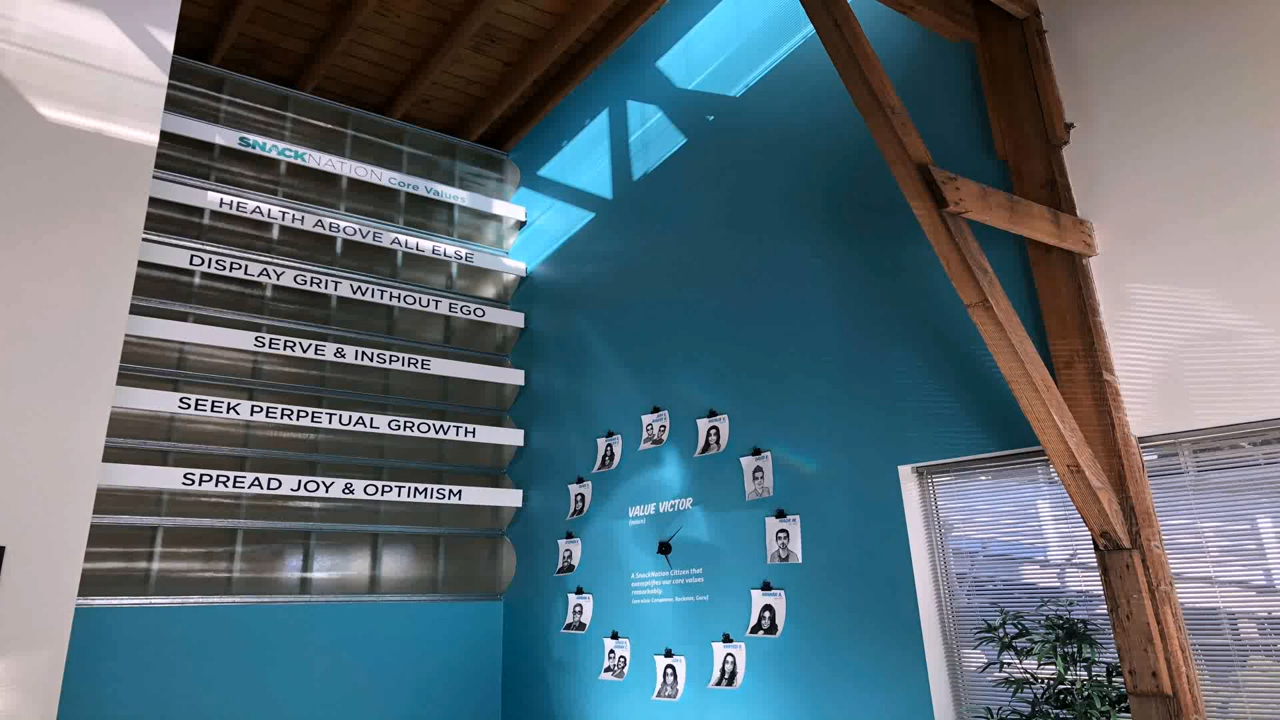 SNACKNATION Core Values
HEALTH ABOVE ALL ELSE
DISPLAY GRIT WITHOUT EGO
SERVE & INSPIRE
SEEK PERPETUAL GROWTH
SPREAD JOY & OPTIMISM
VALUE VICTOR
(noun)
A SnackNation Citizen that
exemplifies our core values
remarkably.